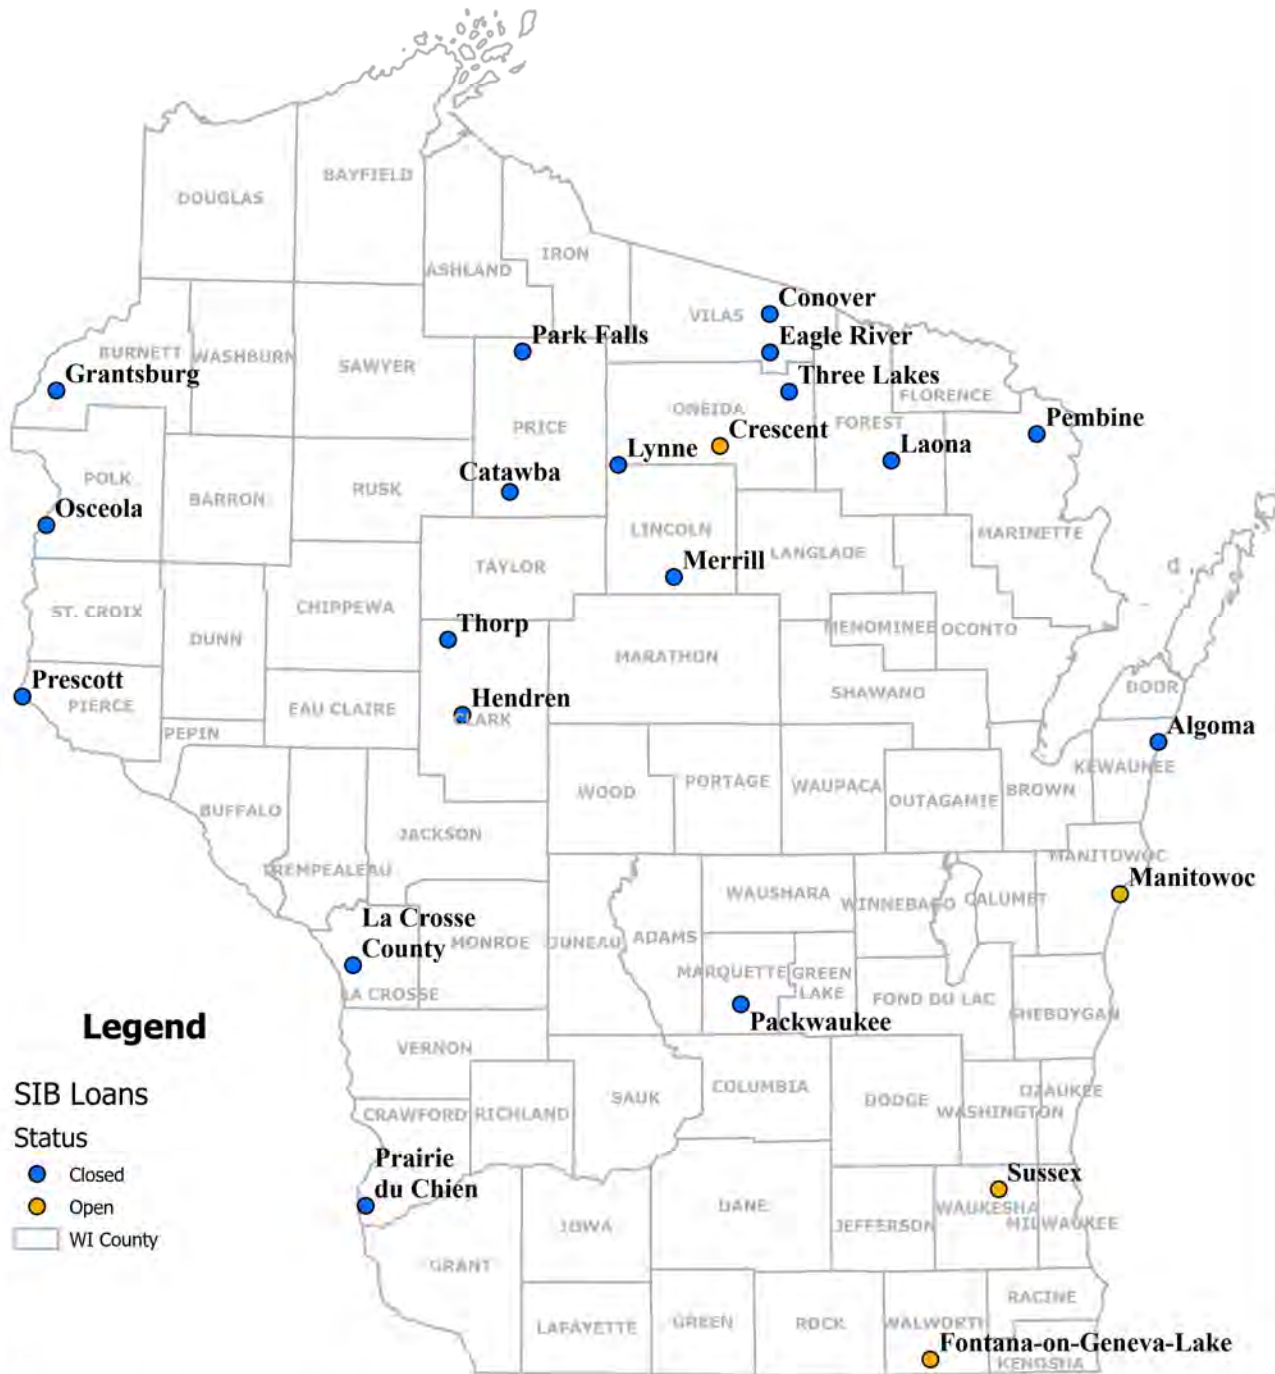 DOUGLAS
BAYFIELD
ASHLAND
IRON
VILAS
Conover
Eagle River
Park Falls
BURNETT
WASHBURN
SAWYER
Grantsburg
Three Lakes
FLORENCE
ONEIDA
FOREST
Crescent
Pembine
PRICE
Lynne
Laona
POLK
Catawba
BARRON
RUSK
Osceola
LINCOLN
LANGLADE
MARINETTE
TAYLOR
Merrill
ST. CROIX
CHIPPEWA
Thorp
DUNN
MENOMINEE
OCONTO
MARATHON
Prescott
PIERCE
EAU CLAIRE
Hendren
CLARK
SHAWANO
DOOR
PEPIN
Algoma
KEWAUNEE
WOOD
PORTAGE
WAUPACA
OUTAGAMIE
BROWN
BUFFALO
JACKSON
TREMPEALEAU
MANITOWOC
Manitowoc
WAUSHARA
WINNEBAGO
CALUMET
La Crosse
County
MONROE
JUNEAU
ADAMS
MARQUETTE
GREEN
LAKE
LA CROSSE
FOND DU LAC
SHEBOYGAN
Packwaukee
VERNON
COLUMBIA
DODGE
WASHINGTON
OZAUKEE
SAUK
CRAWFORD
RICHLAND
Prairie
du Chien
Sussex
DANE
JEFFERSON
WAUKESHA
MILWAUKEE
IOWA
GRANT
RACINE
LAFAYETTE
GREEN
ROCK
WALWORTH
Fontana-on-Geneva-Lake
KENOSHA
Legend
SIB Loans
Status
Closed
Open
WI County